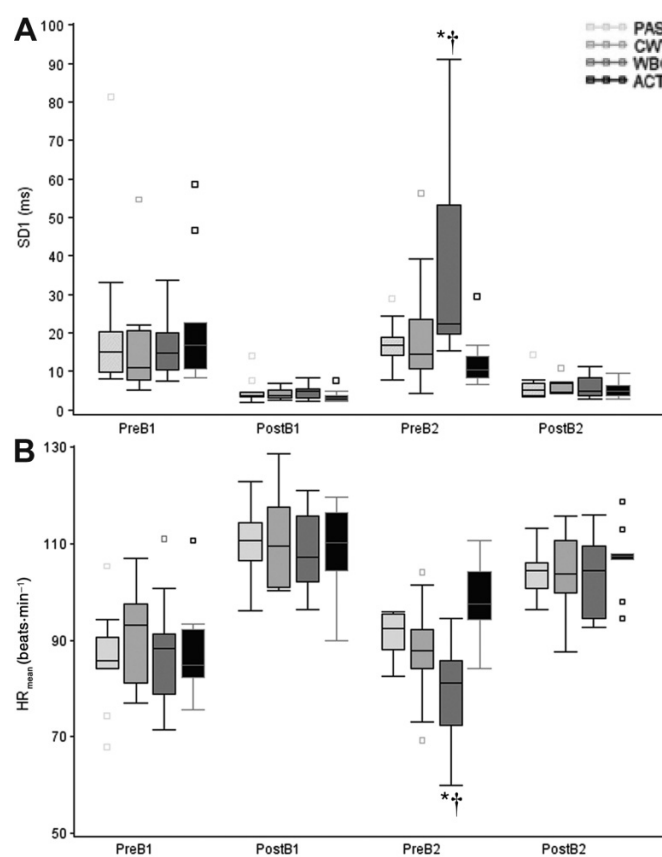 A
100
90
80
70
60
50
40
30
20
10
0
SD1 (ms)
*†
PAS
CW
WB
ACT
PreB1
PostB1
PreB2
PostB2
B
130
110
90
70
50
HRmean (beats·min⁻¹)
*†
PreB1
PostB1
PreB2
PostB2